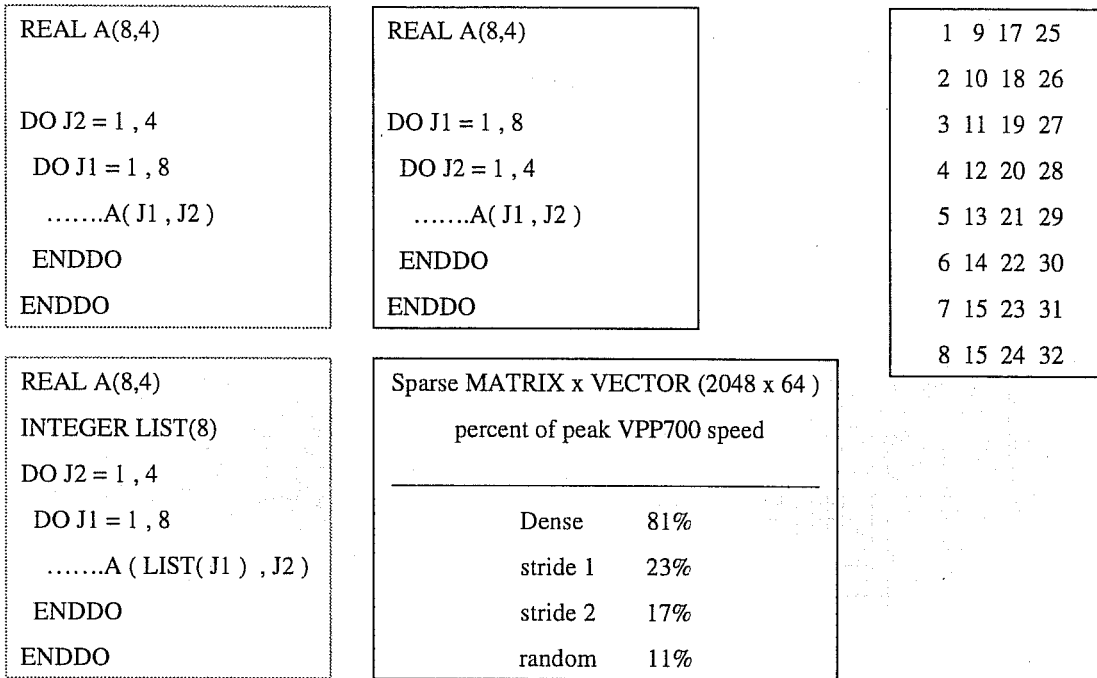 REAL A(8,4)
DO J2 = 1 , 4
DO J1 = 1 , 8
.......A( J1 , J2 )
ENDDO
ENDDO
REAL A(8,4)
DO J1 = 1 , 8
DO J2 = 1 , 4
.......A( J1 , J2 )
ENDDO
ENDDO
1 9 17 25
2 10 18 26
3 11 19 27
4 12 20 28
5 13 21 29
6 14 22 30
7 15 23 31
8 15 24 32
REAL A(8,4)
INTEGER LIST(8)
DO J2 = 1 , 4
DO J1 = 1 , 8
.......A ( LIST( J1 ) , J2 )
ENDDO
ENDDO
Sparse MATRIX x VECTOR (2048 x 64 )
percent of peak VPP700 speed
Dense 81%
stride 1 23%
stride 2 17%
random 11%